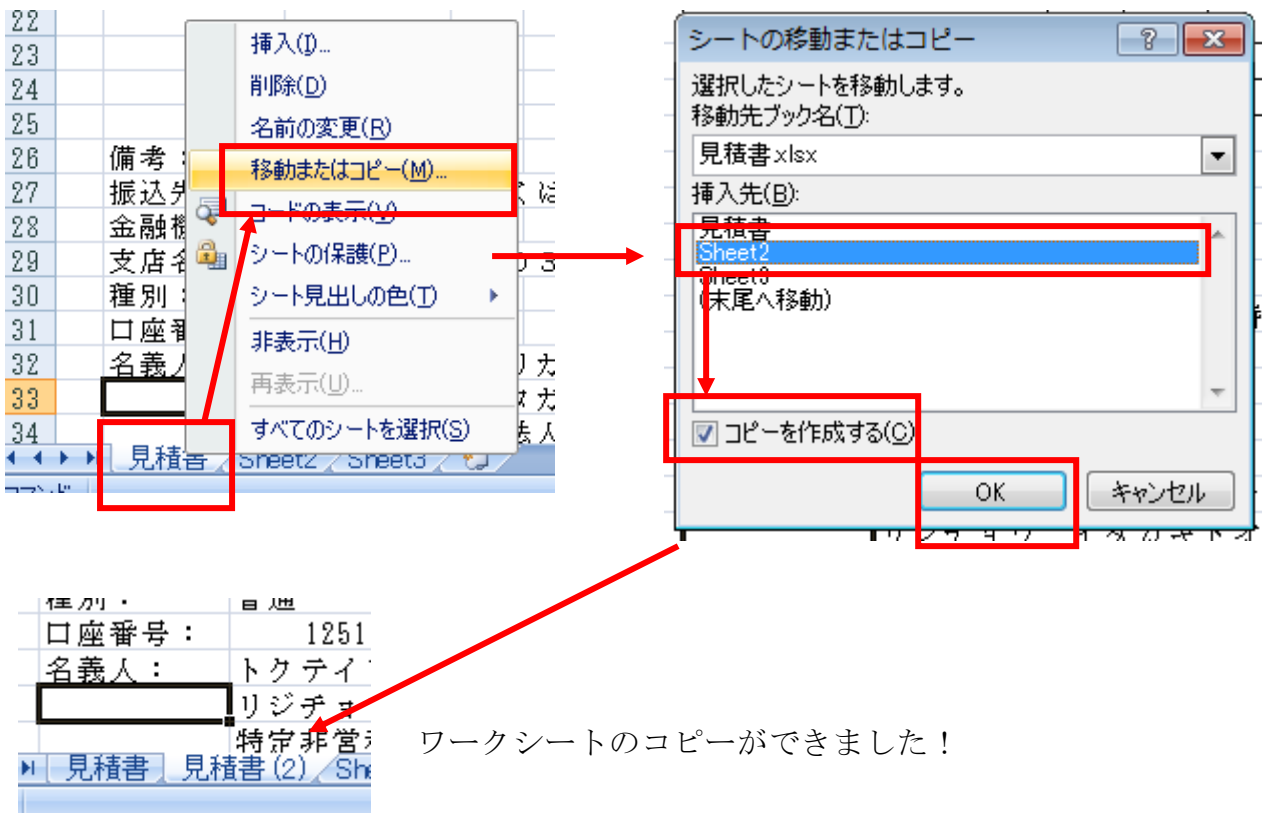 22
23
24
25
26
27
28
29
30
31
32
33
34
備考：
振込先
金融機
支店名
種別：
口座番
名義人
挿入(I)...
削除(D)
名前の変更(R)
移動またはコピー(M)...
コードの表示(V)
シートの保護(P)...
シート見出しの色(T)
非表示(H)
再表示(U)...
すべてのシートを選択(S)
見積書 Sheet2 Sheet3
コマンド
シートの移動またはコピー
選択したシートを移動します。
移動先ブック名(T):
見積書.xlsx
挿入先(B):
見積書
Sheet2
Sheet3
(末尾へ移動)
コピーを作成する(C)
OK キャンセル
種別： 普通
口座番号： 1251
名義人： トクテイ
リジチョ
特定非営
見積書 見積書 (2) She
ワークシートのコピーができました！